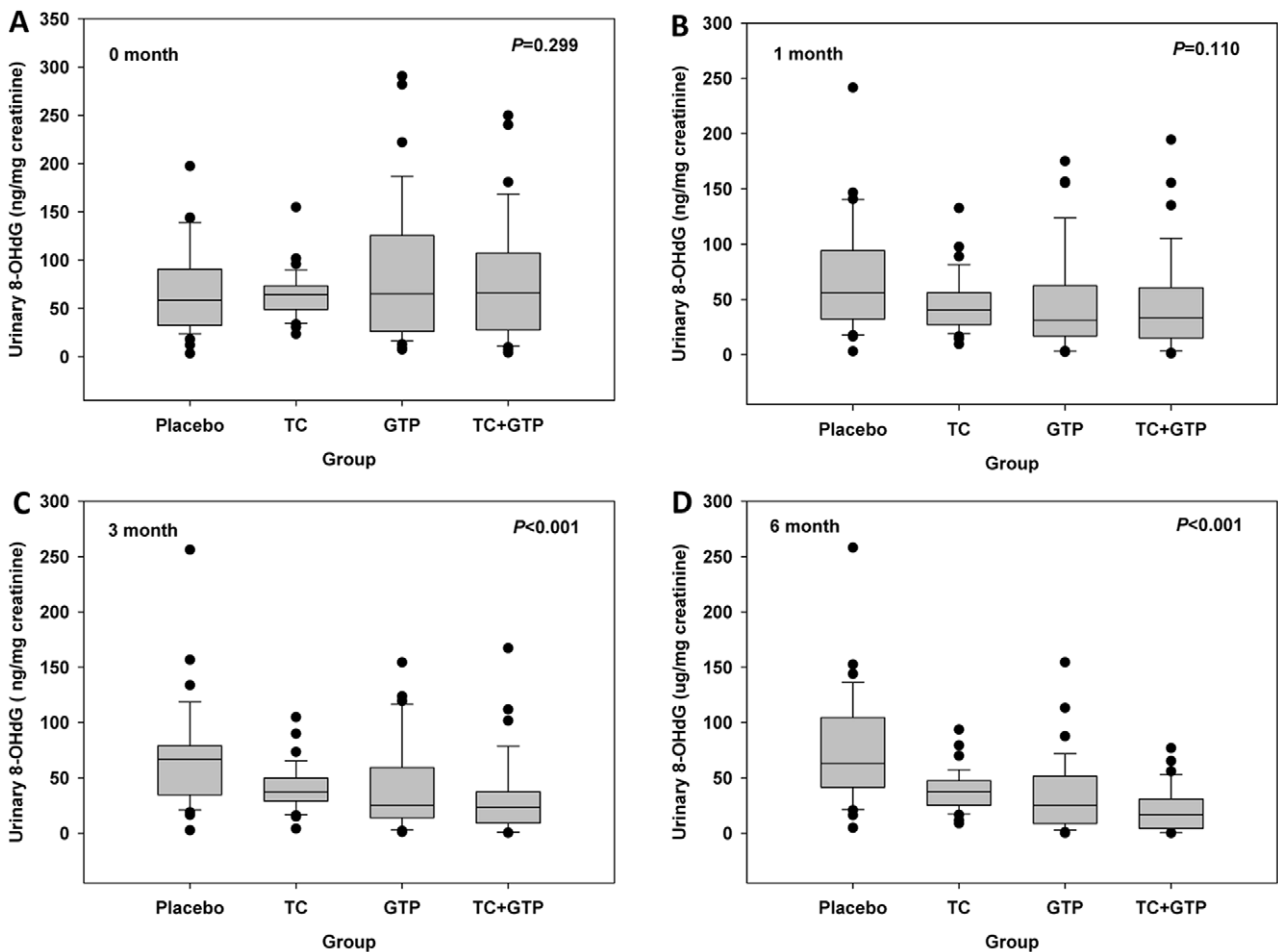 A
0 month
P=0.299
Urinary 8-OHdG (ng/mg creatinine)
350
300
250
200
150
100
50
0
Placebo TC GTP TC+GTP
Group
B
1 month
P=0.110
Urinary 8-OHdG (ng/mg creatinine)
300
250
200
150
100
50
0
Placebo TC GTP TC+GTP
Group
C
3 month
P<0.001
Urinary 8-OHdG ( ng/mg creatinine)
300
250
200
150
100
50
0
Placebo TC GTP TC+GTP
Group
D
6 month
P<0.001
Urinary 8-OHdG (ug/mg creatinine)
300
250
200
150
100
50
0
Placebo TC GTP TC+GTP
Group